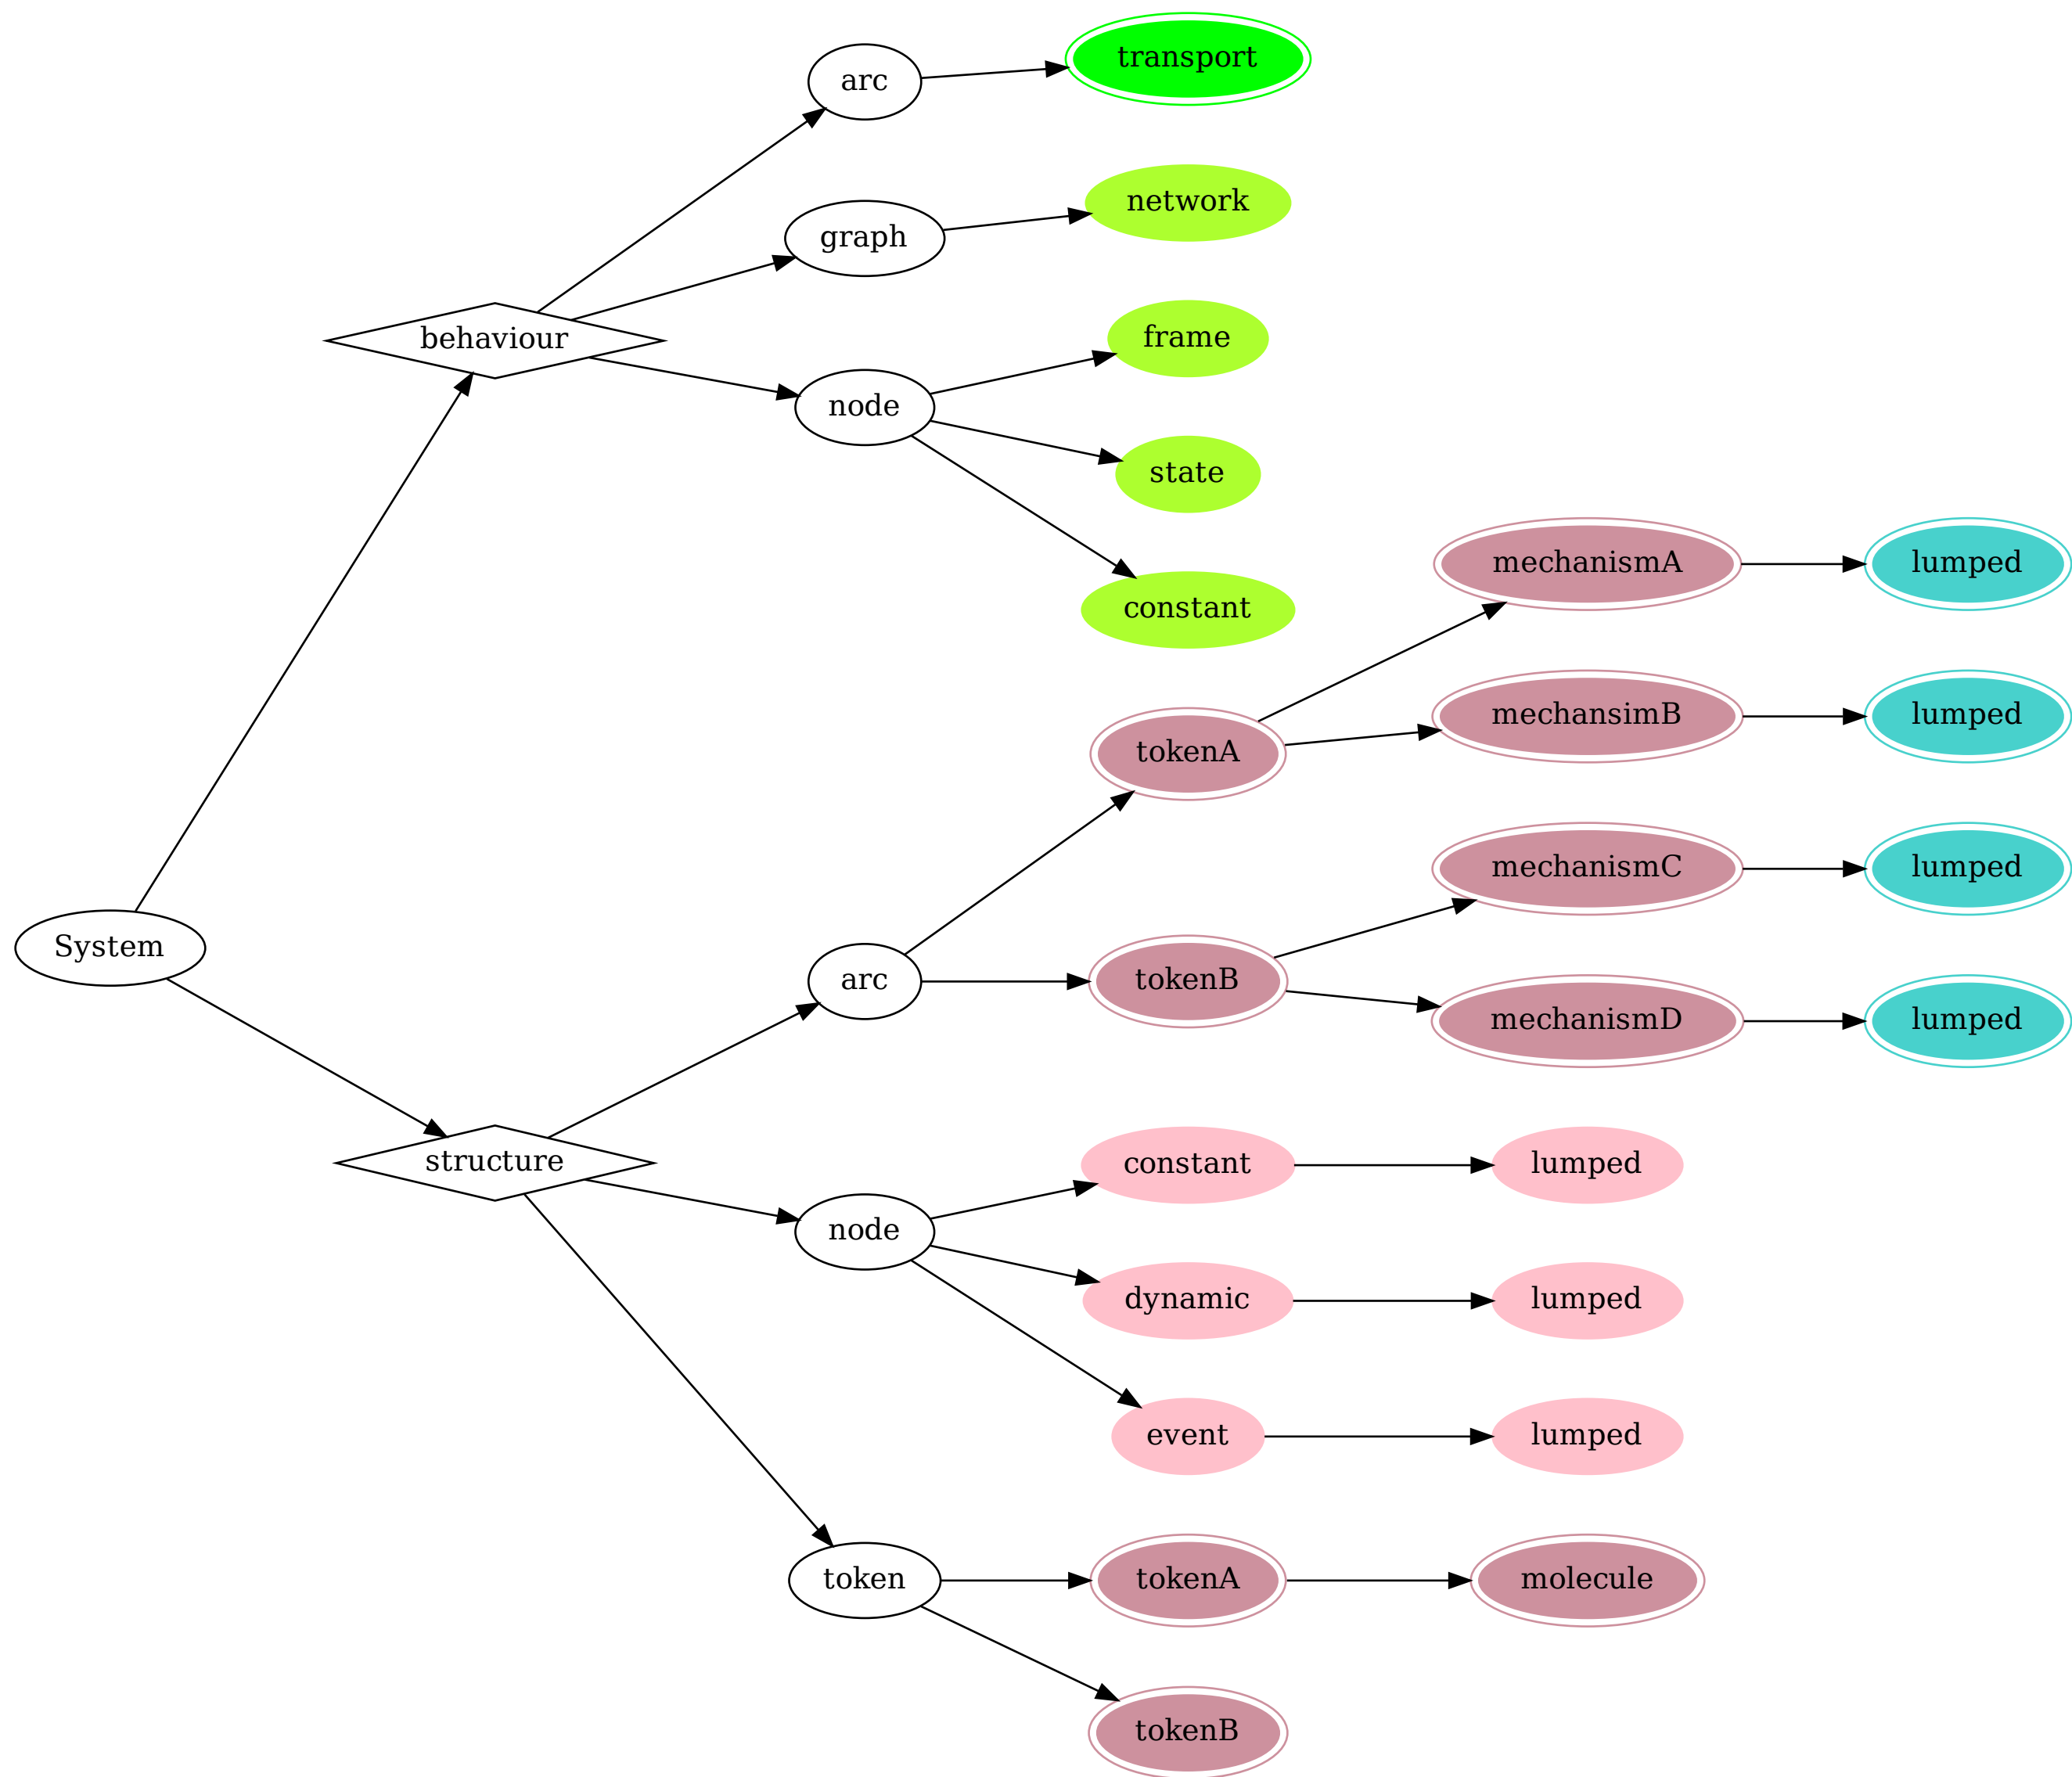 System
behaviour
arc
transport
graph
network
node
frame
state
constant
structure
arc
tokenA
mechanismA
lumped
mechansimB
lumped
tokenB
mechanismC
lumped
mechanismD
lumped
node
constant
lumped
dynamic
lumped
event
lumped
token
tokenA
molecule
tokenB